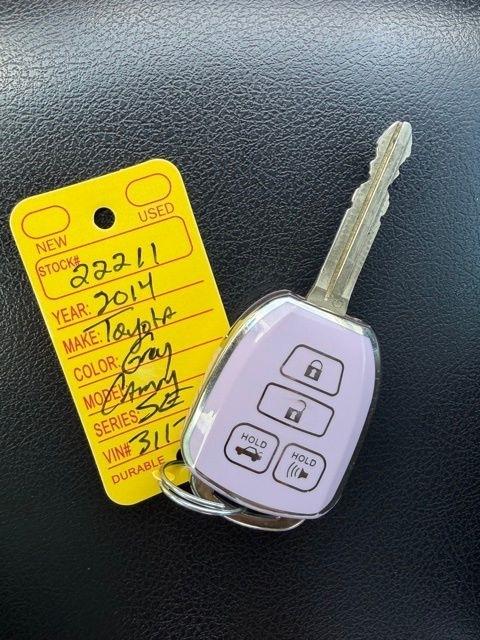 NEW USED
STOCK# 22211
YEAR: 2014
MAKE: Toyota
COLOR: Gray
MODEL Camry
SERIES: SE
VIN# 311
DURABLE
HOLD HOLD